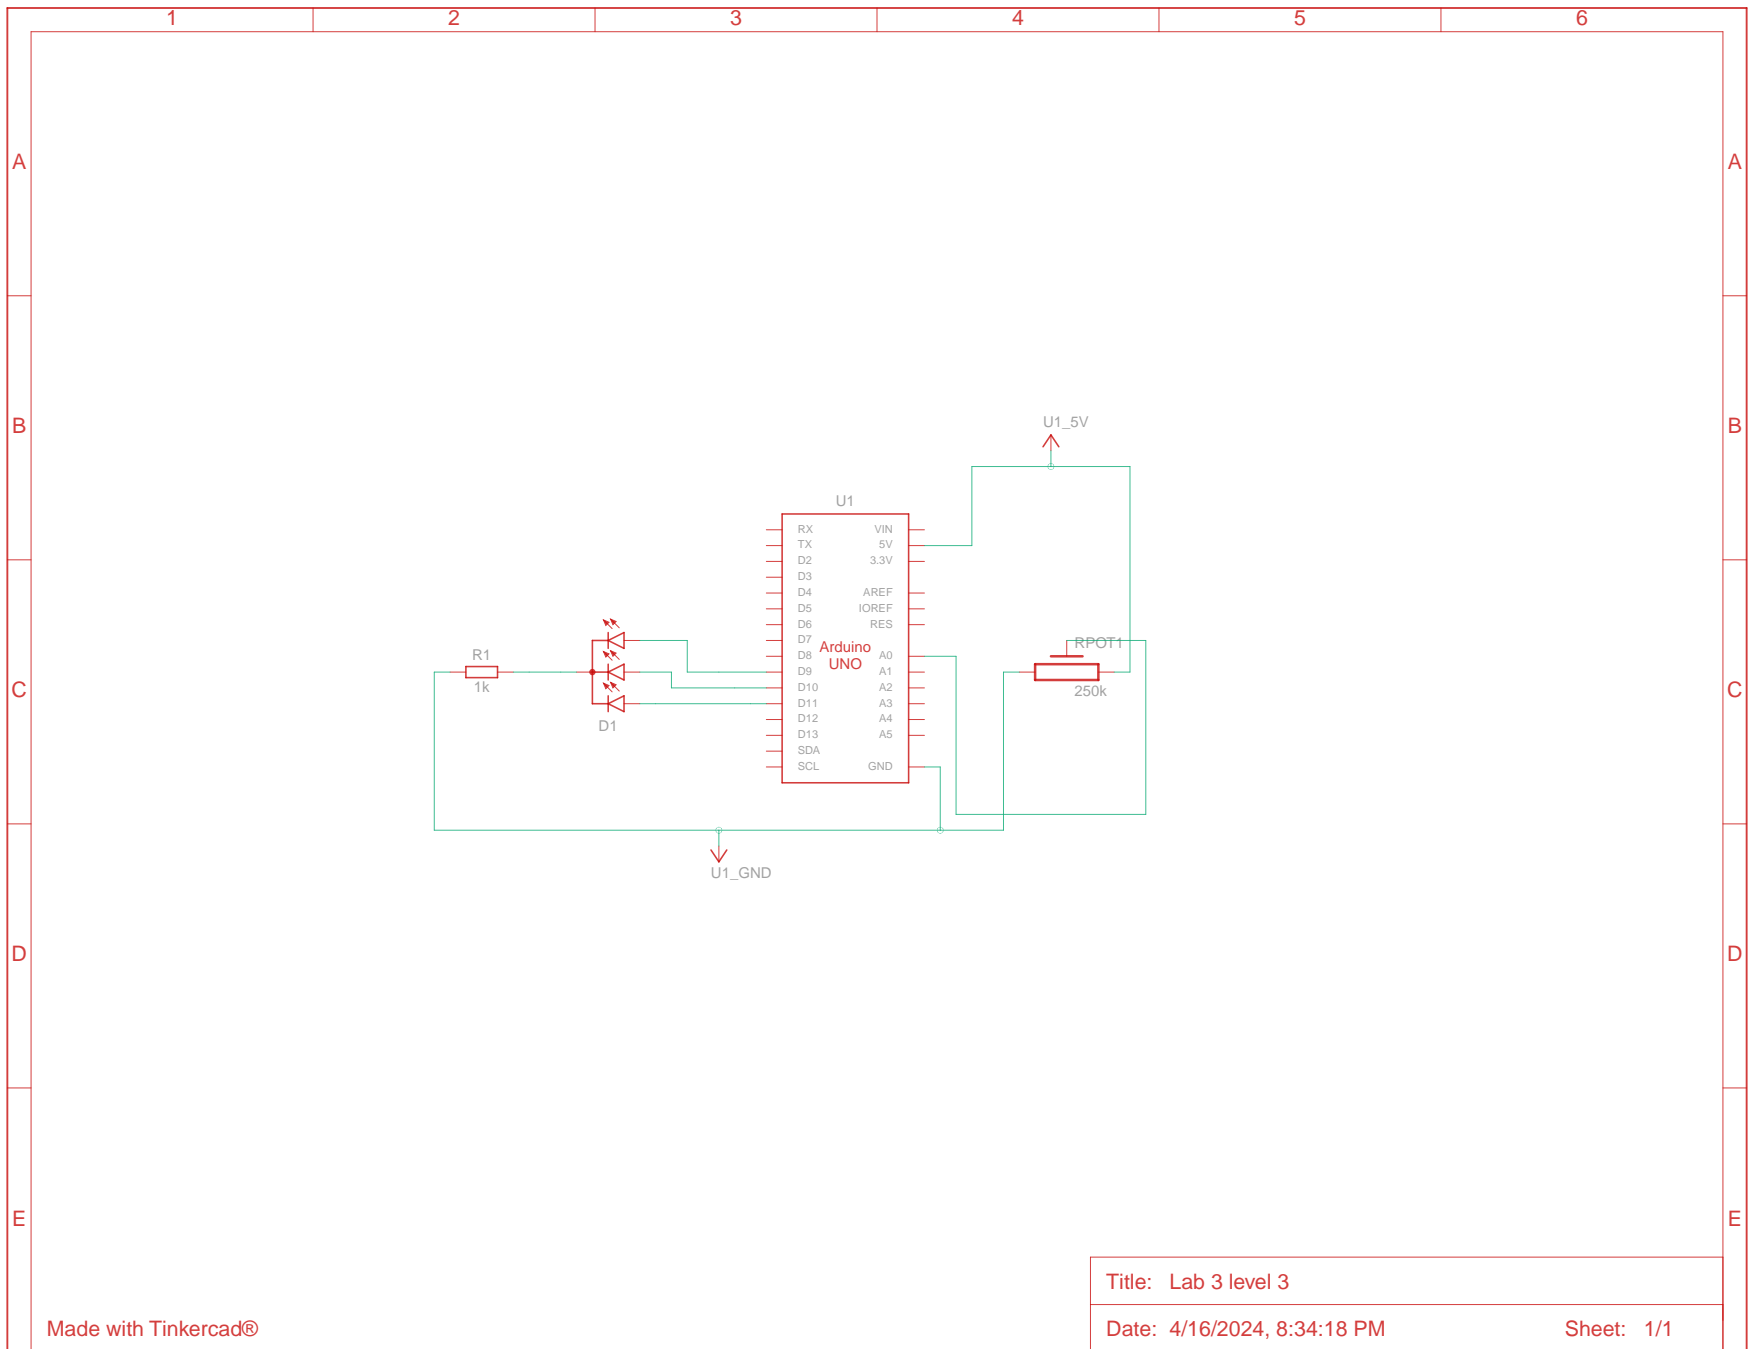 1 2 3 4 5 6
A A
B B
U1_5V
U1
RX VIN
TX 5V
D2 3.3V
D3
D4 AREF
D5 IOREF
D6 RES
D7
Arduino
UNO
D8 A0
D9 A1
D10 A2
D11 A3
D12 A4
D13 A5
SDA
SCL GND
R1
1k
D1
RPOT1
250k
C C
U1_GND
D D
E E
Title: Lab 3 level 3
Made with Tinkercad®
Date: 4/16/2024, 8:34:18 PM Sheet: 1/1